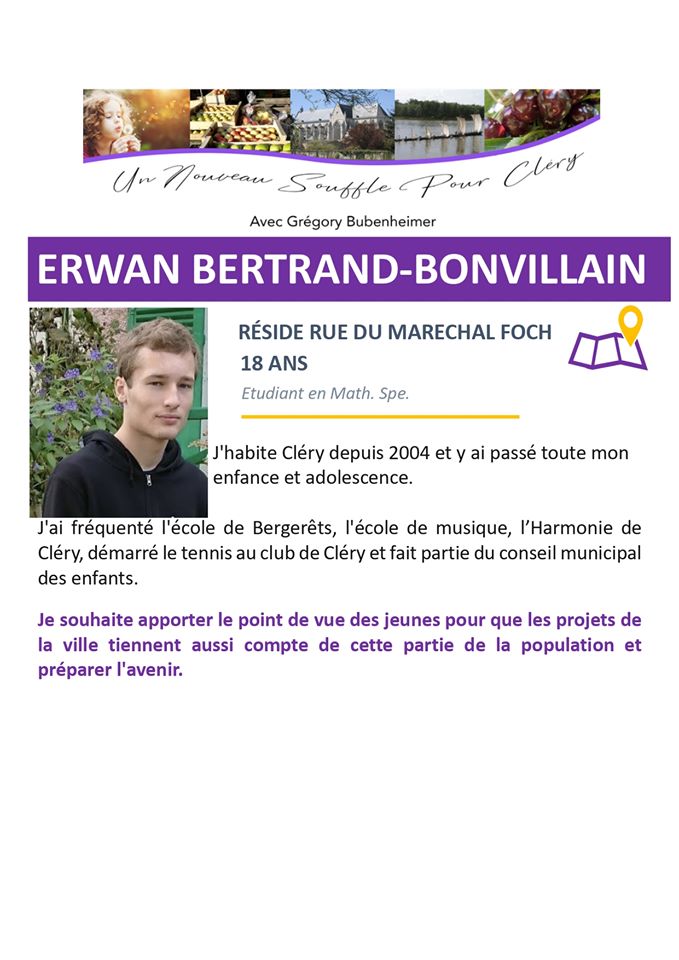 Un Nouveau Souffle Pour Cléry
Avec Grégory Bubenheimer
ERWAN BERTRAND-BONVILLAIN
RÉSIDE RUE DU MARECHAL FOCH
18 ANS
Etudiant en Math. Spe.
J'habite Cléry depuis 2004 et y ai passé toute mon
enfance et adolescence.
J'ai fréquenté l'école de Bergerêts, l'école de musique, l’Harmonie de
Cléry, démarré le tennis au club de Cléry et fait partie du conseil municipal
des enfants.
Je souhaite apporter le point de vue des jeunes pour que les projets de
la ville tiennent aussi compte de cette partie de la population et
préparer l'avenir.